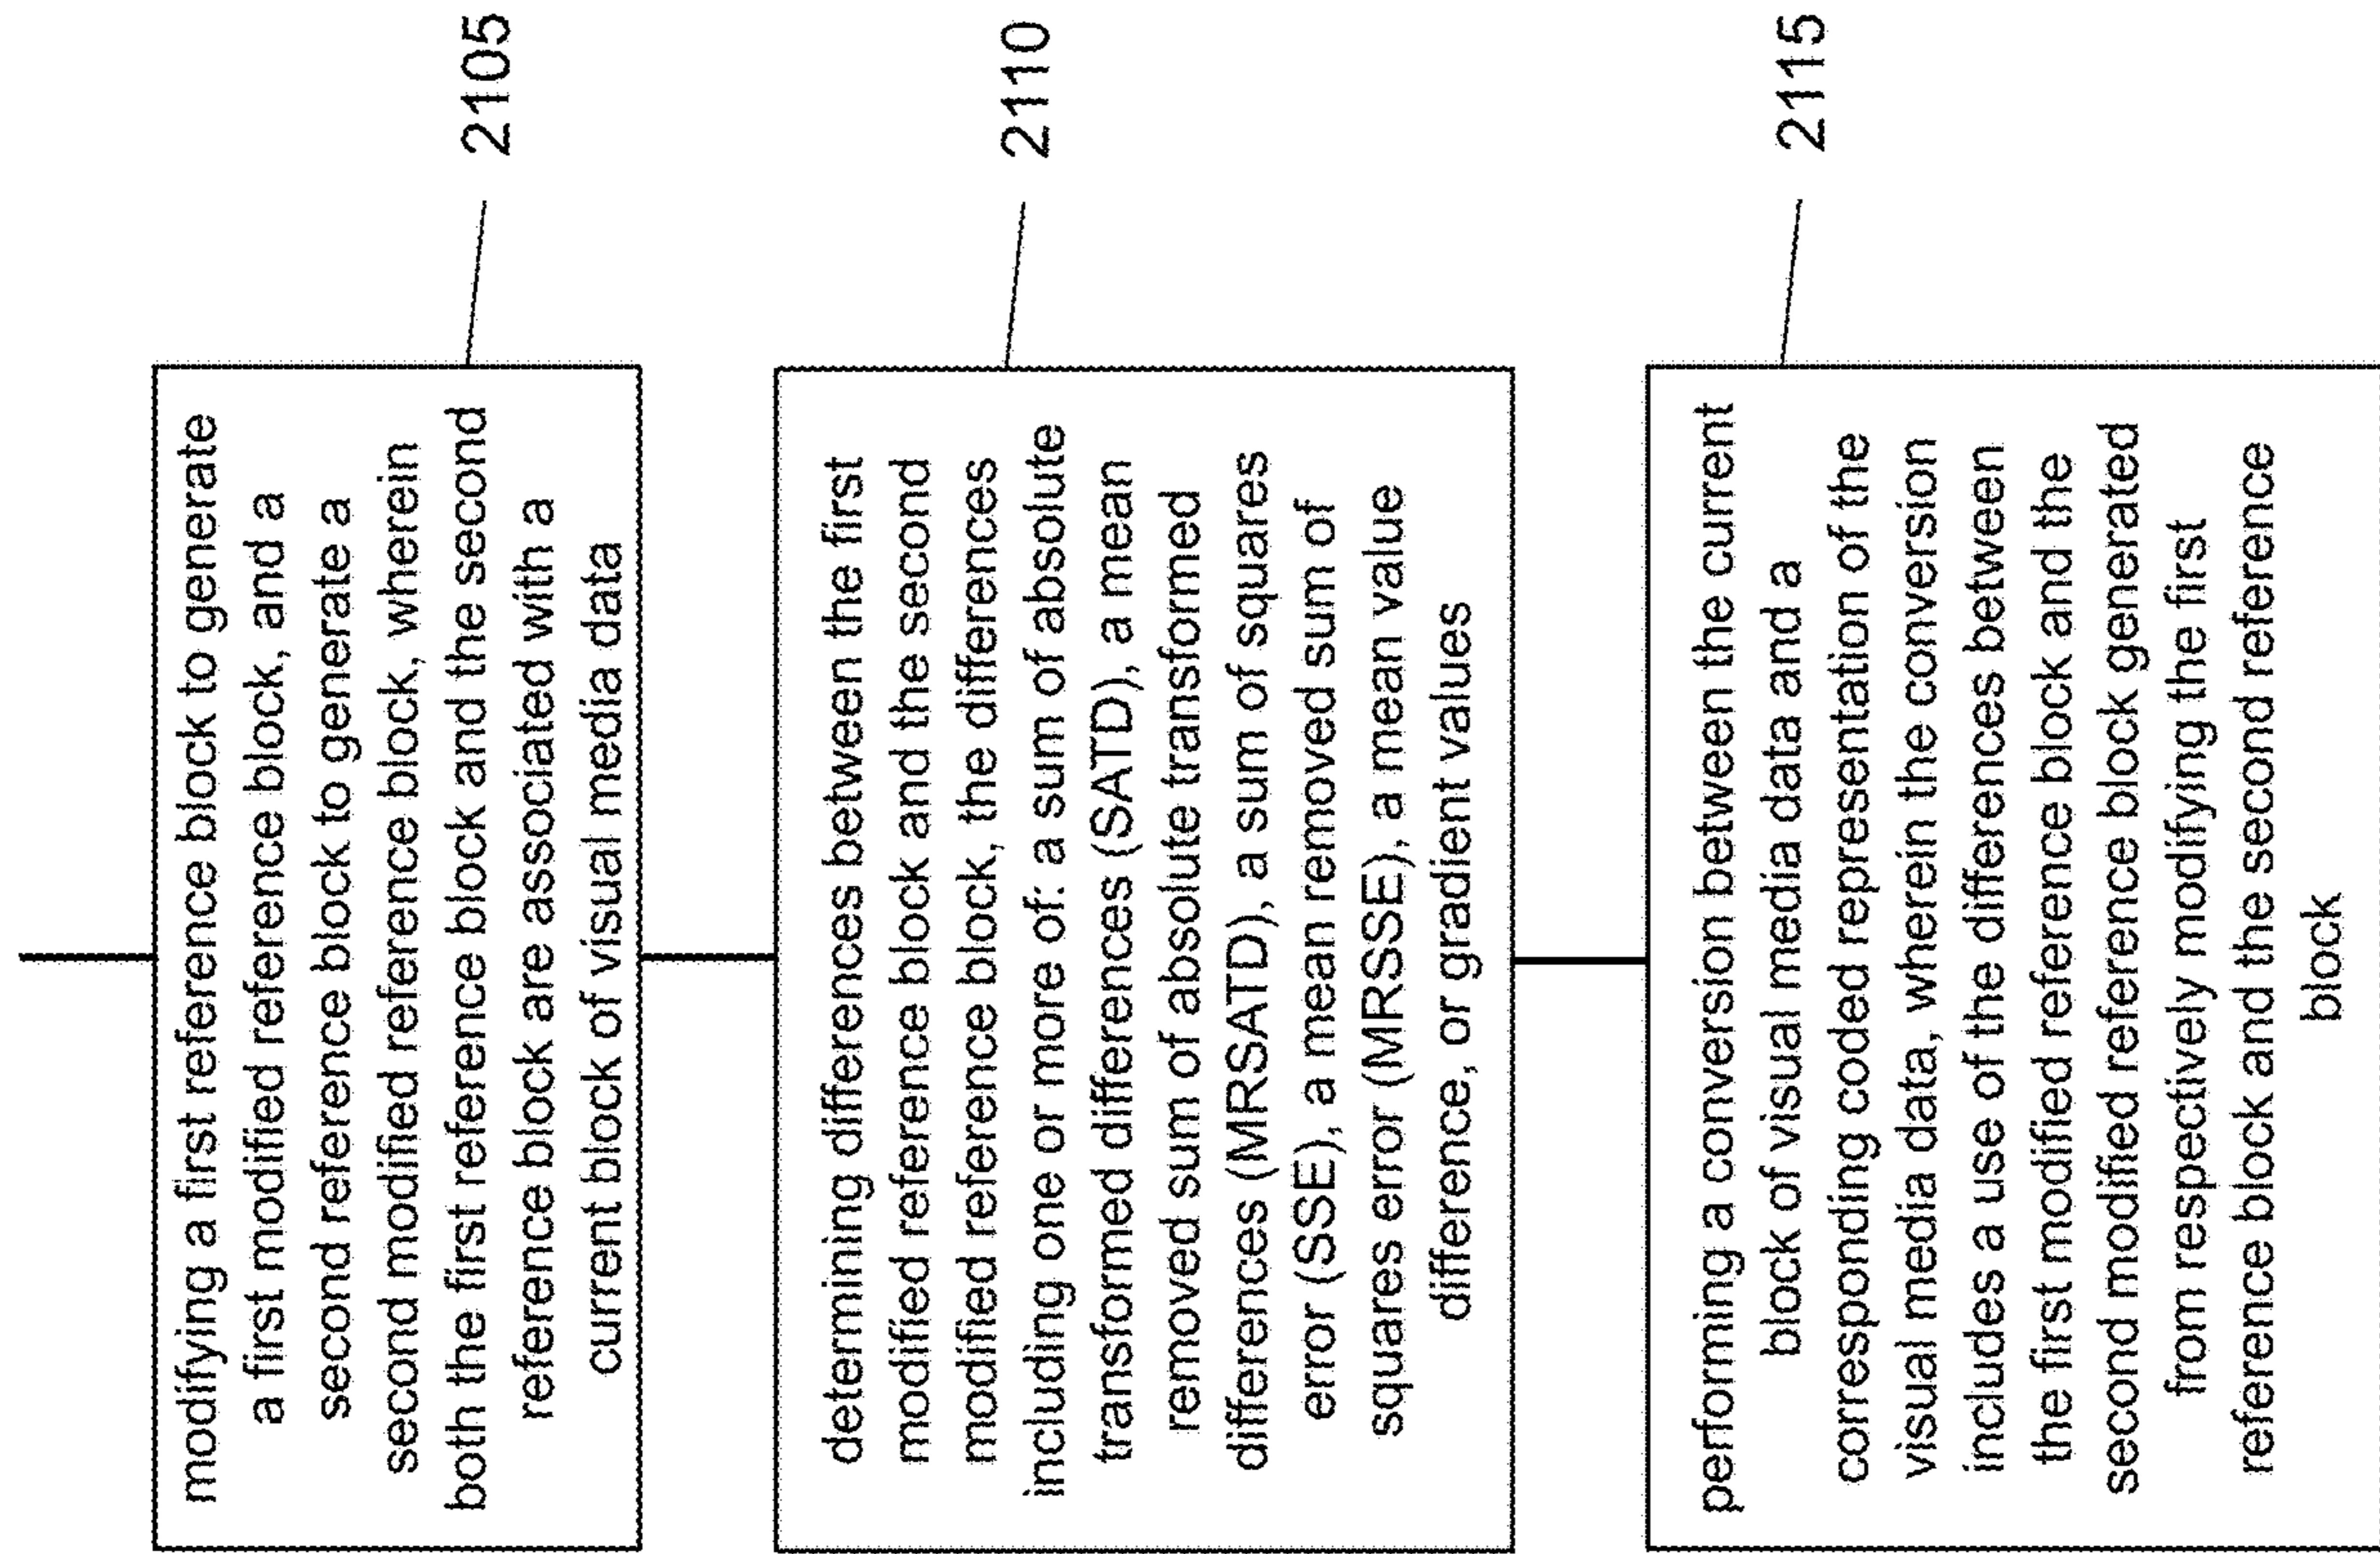 modifying a first reference block to generate
a first modified reference block, and a
second reference block to generate a
second modified reference block, wherein
both the first reference block and the second
reference block are associated with a
current block of visual media data
2105
determining differences between the first
modified reference block and the second
modified reference block, the differences
including one or more of: a sum of absolute
transformed differences (SATD), a mean
removed sum of absolute transformed
differences (MRSATD), a sum of squares
error (SSE), a mean removed sum of
squares error (MRSSE), a mean value
difference, or gradient values
2110
performing a conversion between the current
block of visual media data and a
corresponding coded representation of the
visual media data, wherein the conversion
includes a use of the differences between
the first modified reference block and the
second modified reference block generated
from respectively modifying the first
reference block and the second reference
block
2115